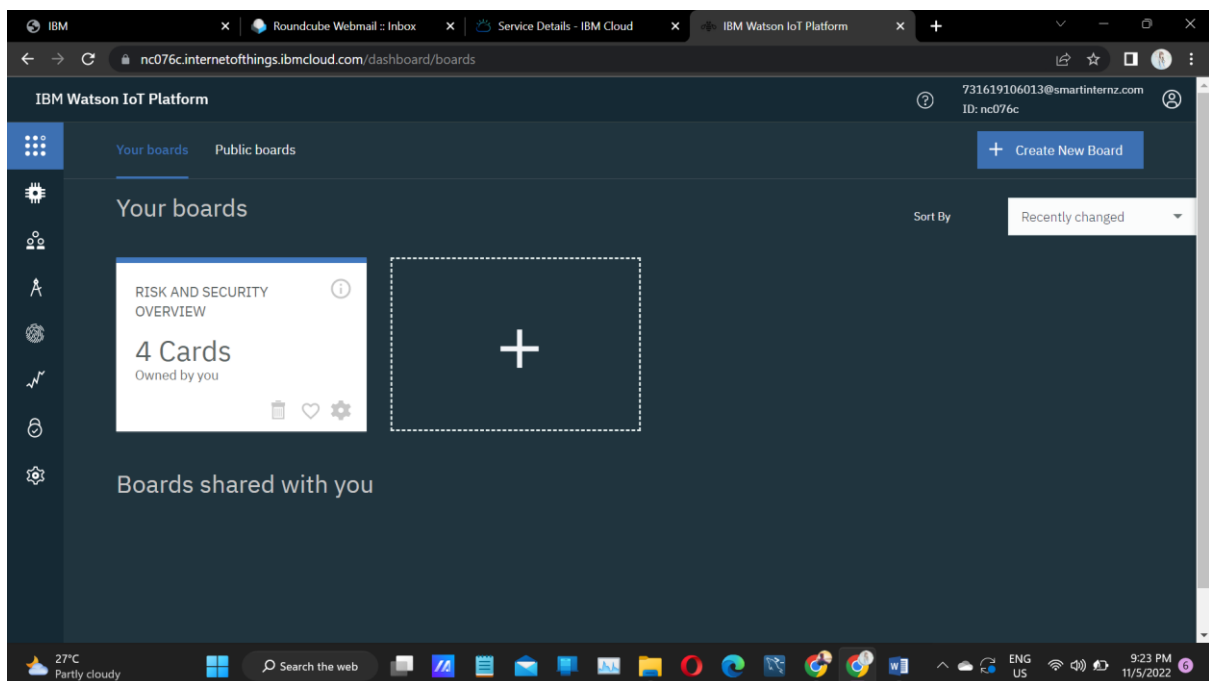 IBM
Roundcube Webmail :: Inbox
Service Details - IBM Cloud
IBM Watson IoT Platform
nc076c.internetofthings.ibmcloud.com/dashboard/boards
IBM Watson IoT Platform
731619106013@smartinternz.com
ID: nc076c
Your boards
Public boards
Create New Board
Your boards
Sort By
Recently changed
RISK AND SECURITY
OVERVIEW
4 Cards
Owned by you
Boards shared with you
27°C
Partly cloudy
Search the web
ENG
US
9:23 PM
11/5/2022
6